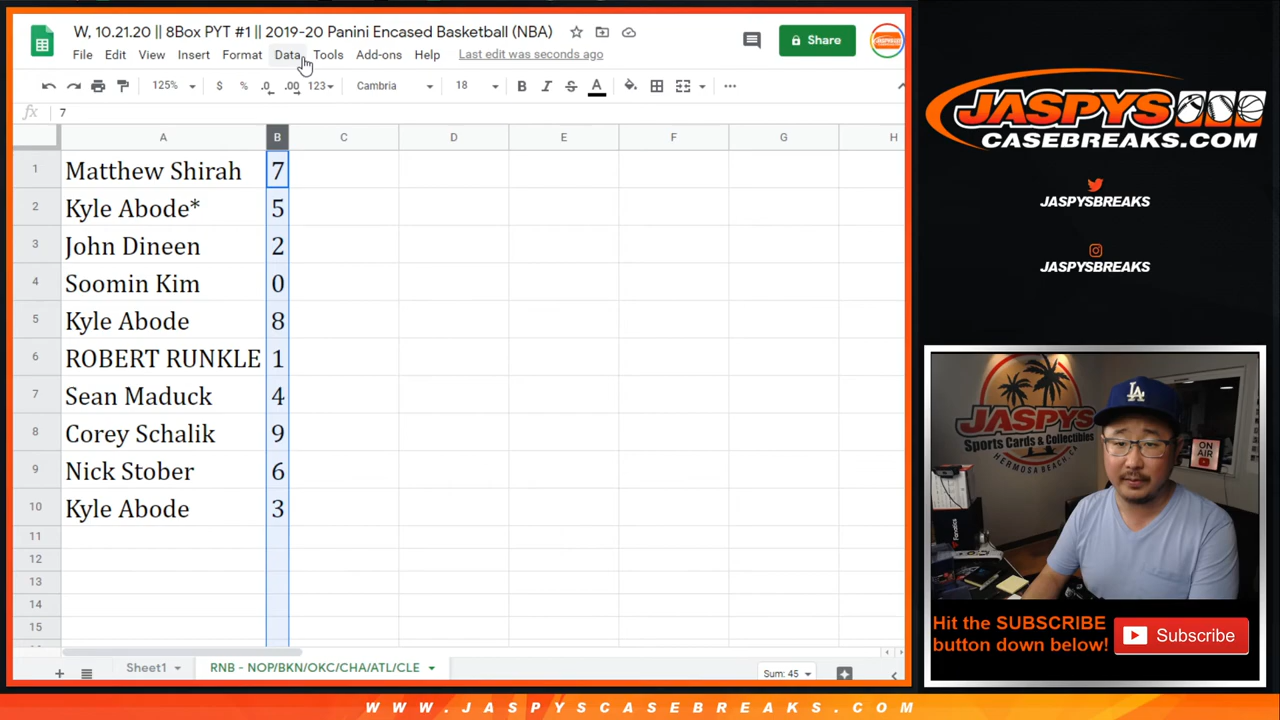 W, 10.21.20 || 8Box PYT #1 || 2019-20 Panini Encased Basketball (NBA)
File Edit View Insert Format Data Tools Add-ons Help Last edit was seconds ago
Share
125% $ % .0 .00 123 Cambria 18 B I S A
fx 7
A B C D E F G H
1 Matthew Shirah 7
2 Kyle Abode* 5
3 John Dineen 2
4 Soomin Kim 0
5 Kyle Abode 8
6 ROBERT RUNKLE 1
7 Sean Maduck 4
8 Corey Schalik 9
9 Nick Stober 6
10 Kyle Abode 3
11
12
13
14
15
Sheet1 RNB - NOP/BKN/OKC/CHA/ATL/CLE Sum: 45
JASPYS
CASEBREAKS.COM
JASPYSBREAKS
JASPYSBREAKS
JASPYS
Sports Cards & Collectibles
HERMOSA BEACH, CA
LA
ON AIR
Fanatics
Hit the SUBSCRIBE
button down below!
Subscribe
WWW.JASPYSCASEBREAKS.COM